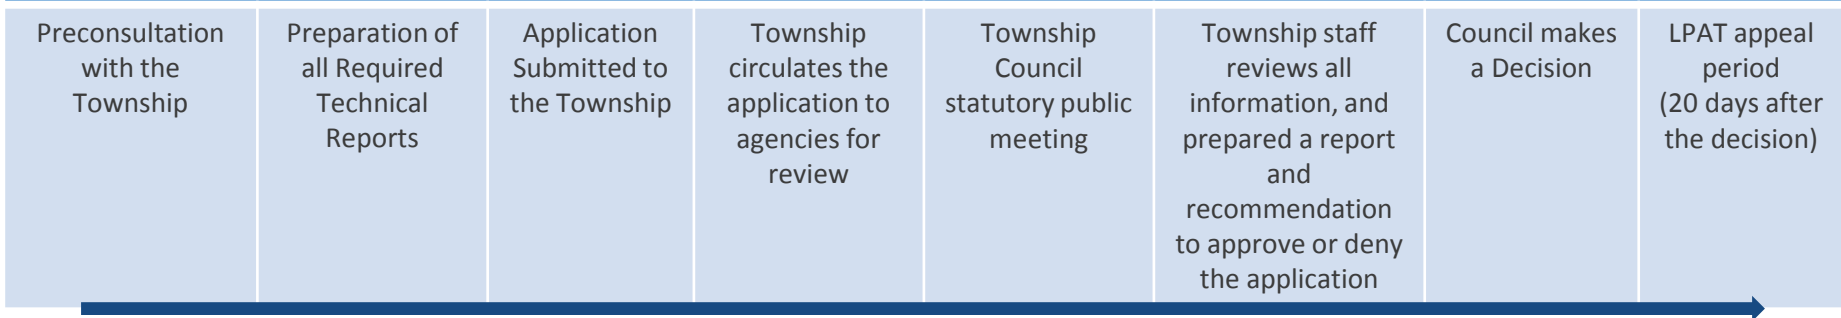 Preconsultation
with the
Township
Preparation of
all Required
Technical
Reports
Application
Submitted to
the Township
Township
circulates the
application to
agencies for
review
Township
Council
statutory public
meeting
Township staff
reviews all
information, and
prepared a report
and
recommendation
to approve or deny
the application
Council makes
a Decision
LPAT appeal
period
(20 days after
the decision)